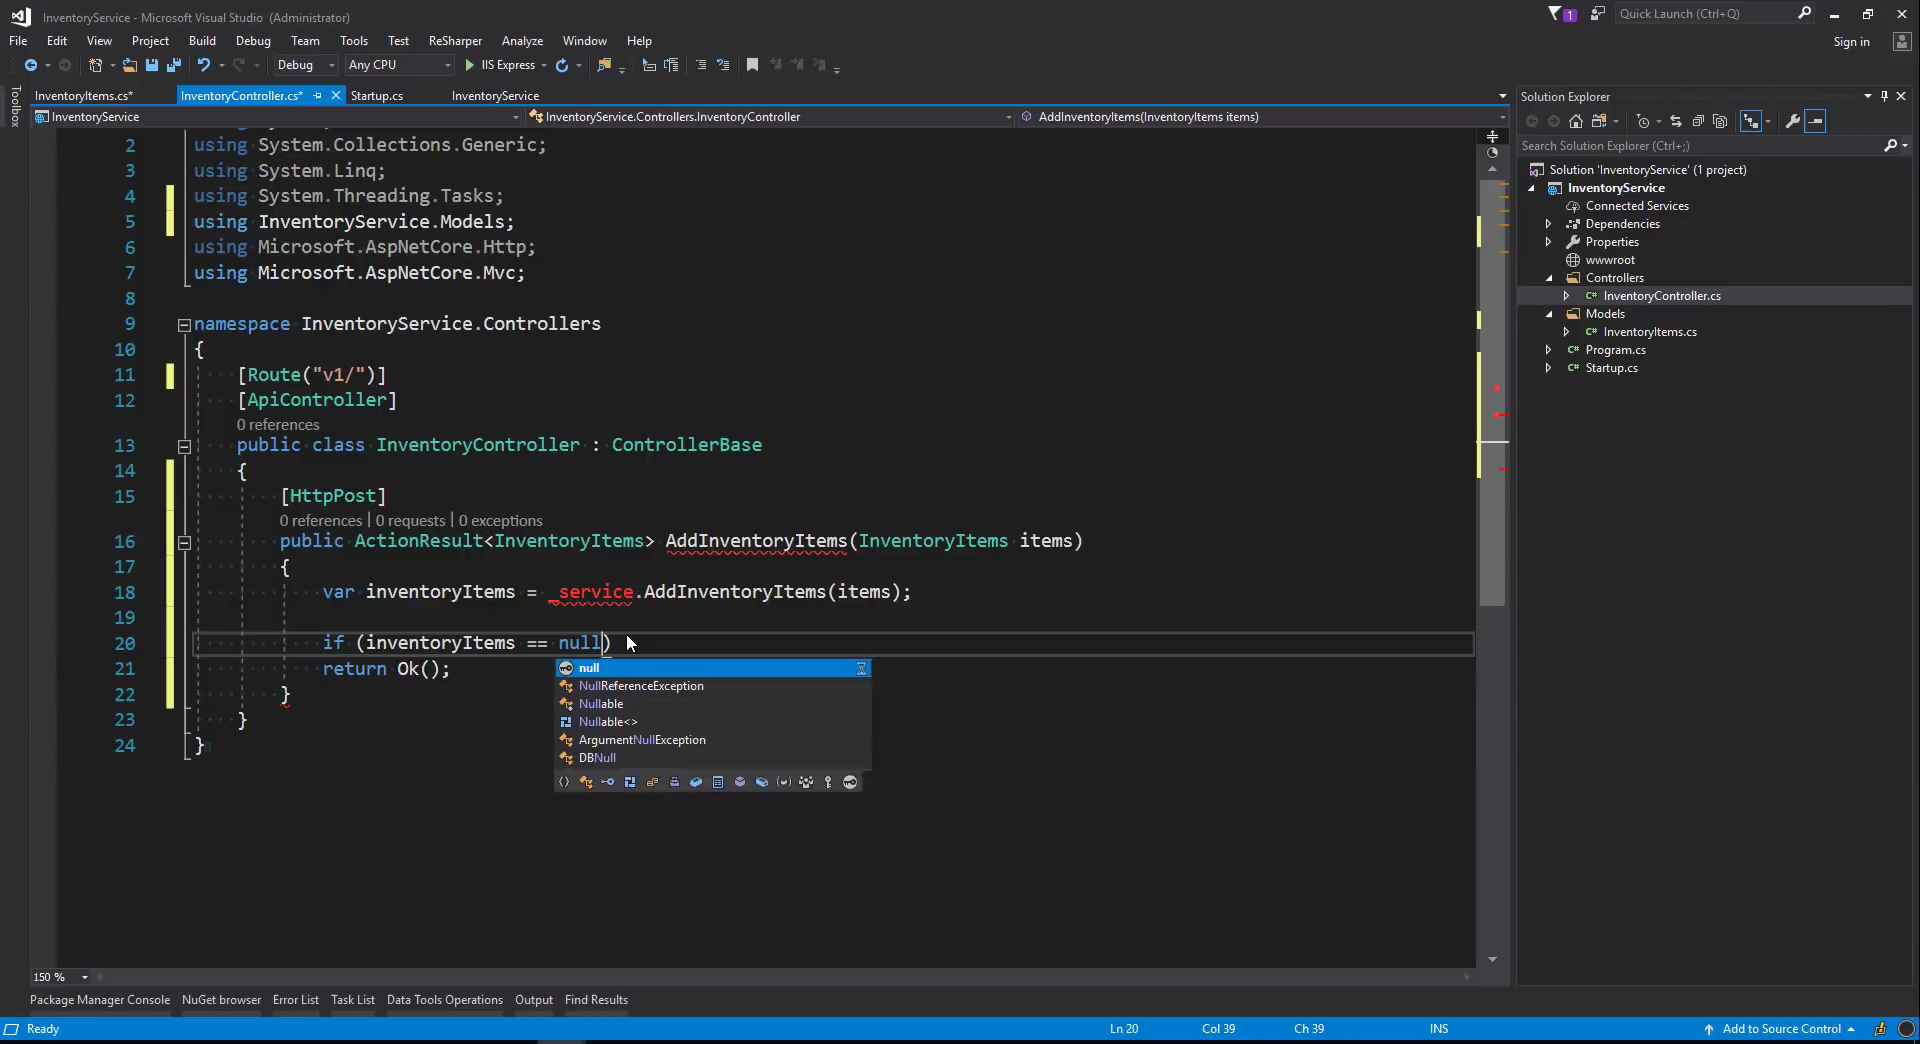 InventoryService - Microsoft Visual Studio (Administrator)
1
Quick Launch (Ctrl+Q)
File Edit View Project Build Debug Team Tools Test ReSharper Analyze Window Help
Sign in
Debug Any CPU IIS Express
Toolbox
InventoryItems.cs* InventoryController.cs* Startup.cs InventoryService
InventoryService InventoryService.Controllers.InventoryController AddInventoryItems(InventoryItems items)
2 using System.Collections.Generic;
3 using System.Linq;
4 using System.Threading.Tasks;
5 using InventoryService.Models;
6 using Microsoft.AspNetCore.Http;
7 using Microsoft.AspNetCore.Mvc;
8
9 namespace InventoryService.Controllers
10 {
11 [Route("v1/")]
12 [ApiController]
0 references
13 public class InventoryController : ControllerBase
14 {
15 [HttpPost]
0 references | 0 requests | 0 exceptions
16 public ActionResult<InventoryItems> AddInventoryItems(InventoryItems items)
17 {
18 var inventoryItems = _service.AddInventoryItems(items);
19
20 if (inventoryItems == null)
21 return Ok();
22 }
23 }
24 }
null
NullReferenceException
Nullable
Nullable<>
ArgumentNullException
DBNull
Solution Explorer
Search Solution Explorer (Ctrl+;)
Solution 'InventoryService' (1 project)
InventoryService
Connected Services
Dependencies
Properties
wwwroot
Controllers
C# InventoryController.cs
Models
C# InventoryItems.cs
C# Program.cs
C# Startup.cs
150 %
Package Manager Console NuGet browser Error List Task List Data Tools Operations Output Find Results
Ready Ln 20 Col 39 Ch 39 INS Add to Source Control